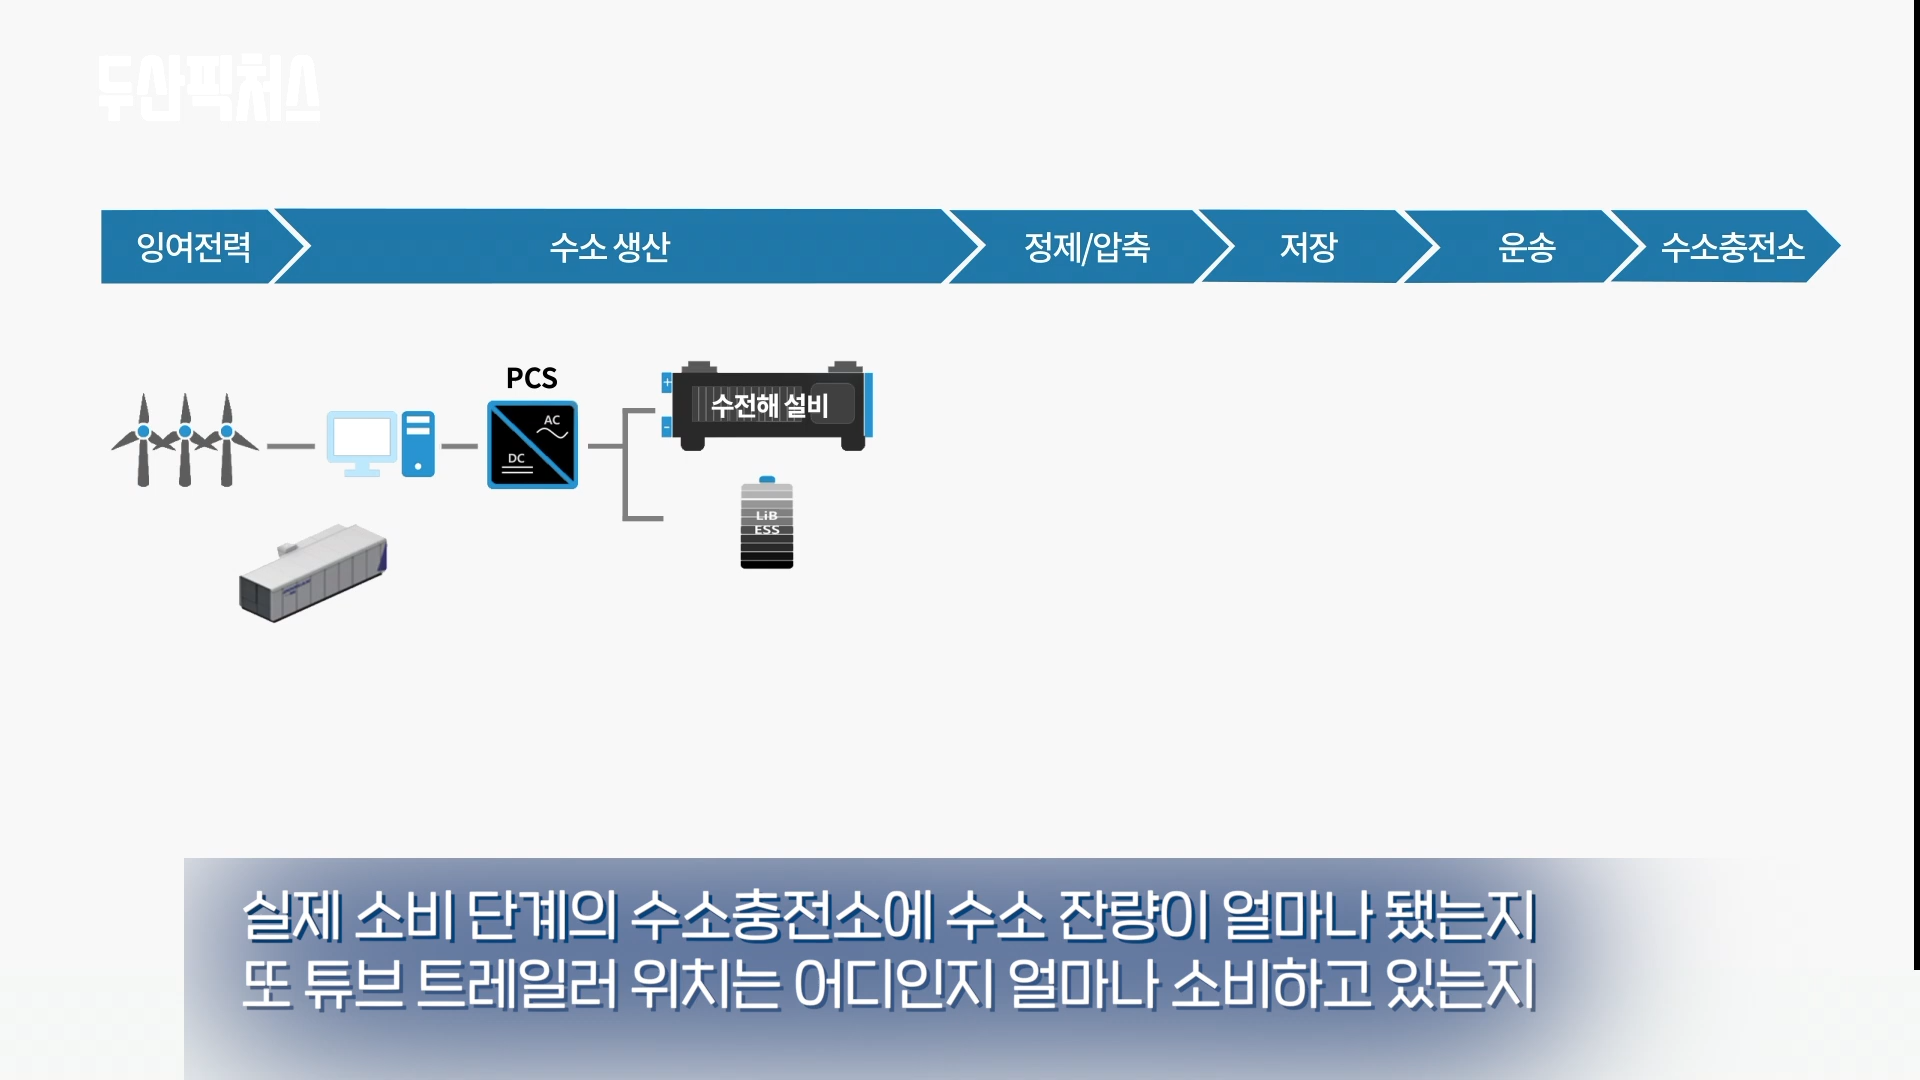 두산픽처스
잉여전력
수소 생산
정제/압축
저장
운송
수소충전소
PCS
AC
DC
+
-
수전해 설비
LiB
ESS
실제 소비 단계의 수소충전소에 수소 잔량이 얼마나 됐는지
또 튜브 트레일러 위치는 어디인지 얼마나 소비하고 있는지